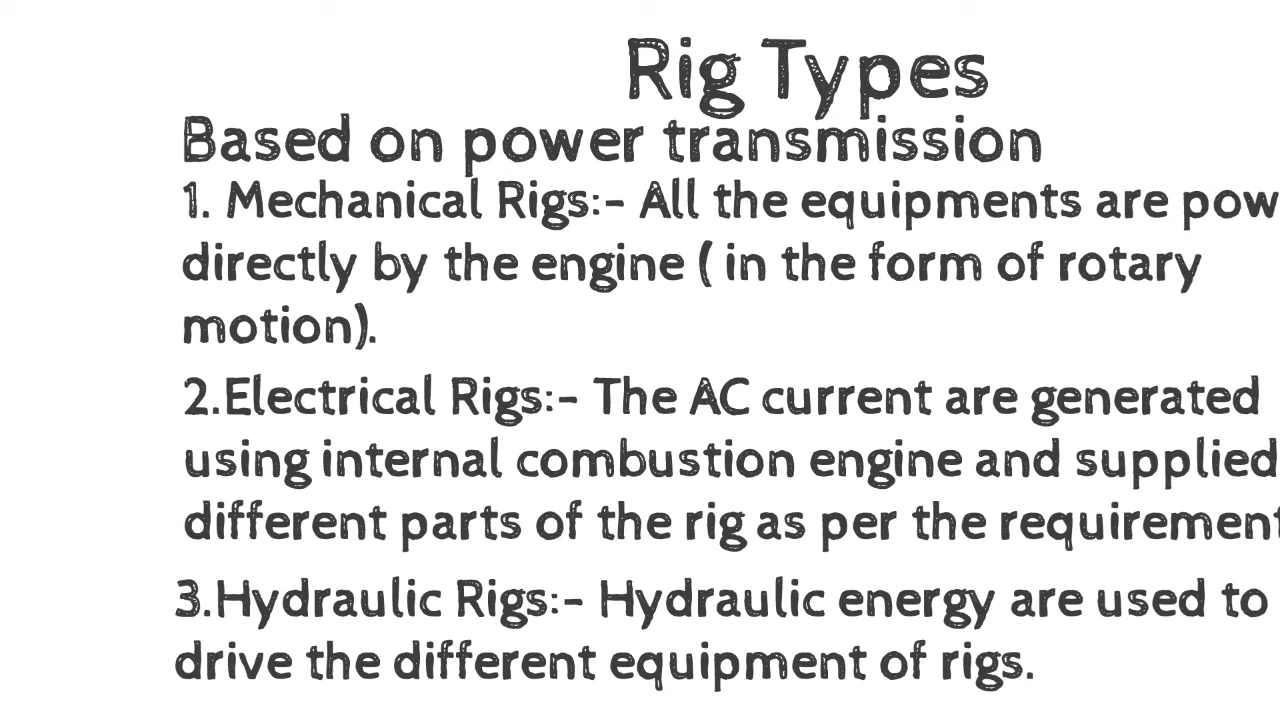 Rig Types
Based on power transmission
1. Mechanical Rigs:- All the equipments are pow
directly by the engine ( in the form of rotary
motion).
2.Electrical Rigs:- The AC current are generated
using internal combustion engine and supplied
different parts of the rig as per the requirement
3.Hydraulic Rigs:- Hydraulic energy are used to
drive the different equipment of rigs.